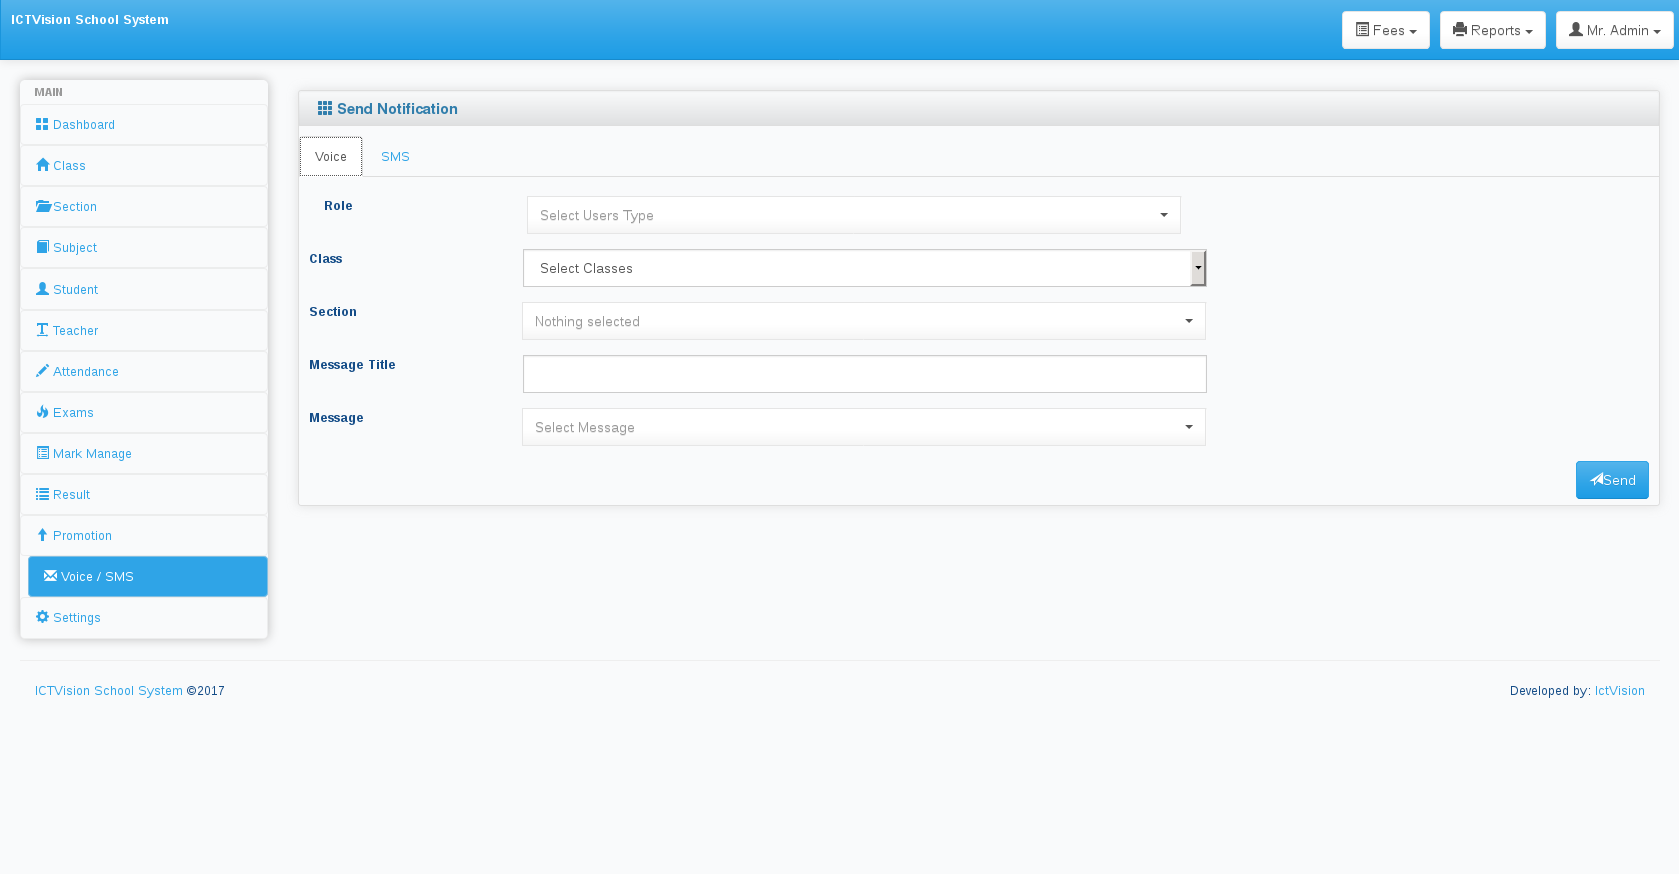 ICTVision School System
Fees
Reports
Mr. Admin
MAIN
Dashboard
Class
Section
Subject
Student
Teacher
Attendance
Exams
Mark Manage
Result
Promotion
Voice / SMS
Settings
Send Notification
Voice
SMS
Role
Select Users Type
Class
Select Classes
Section
Nothing selected
Message Title
Message
Select Message
Send
ICTVision School System ©2017
Developed by: IctVision